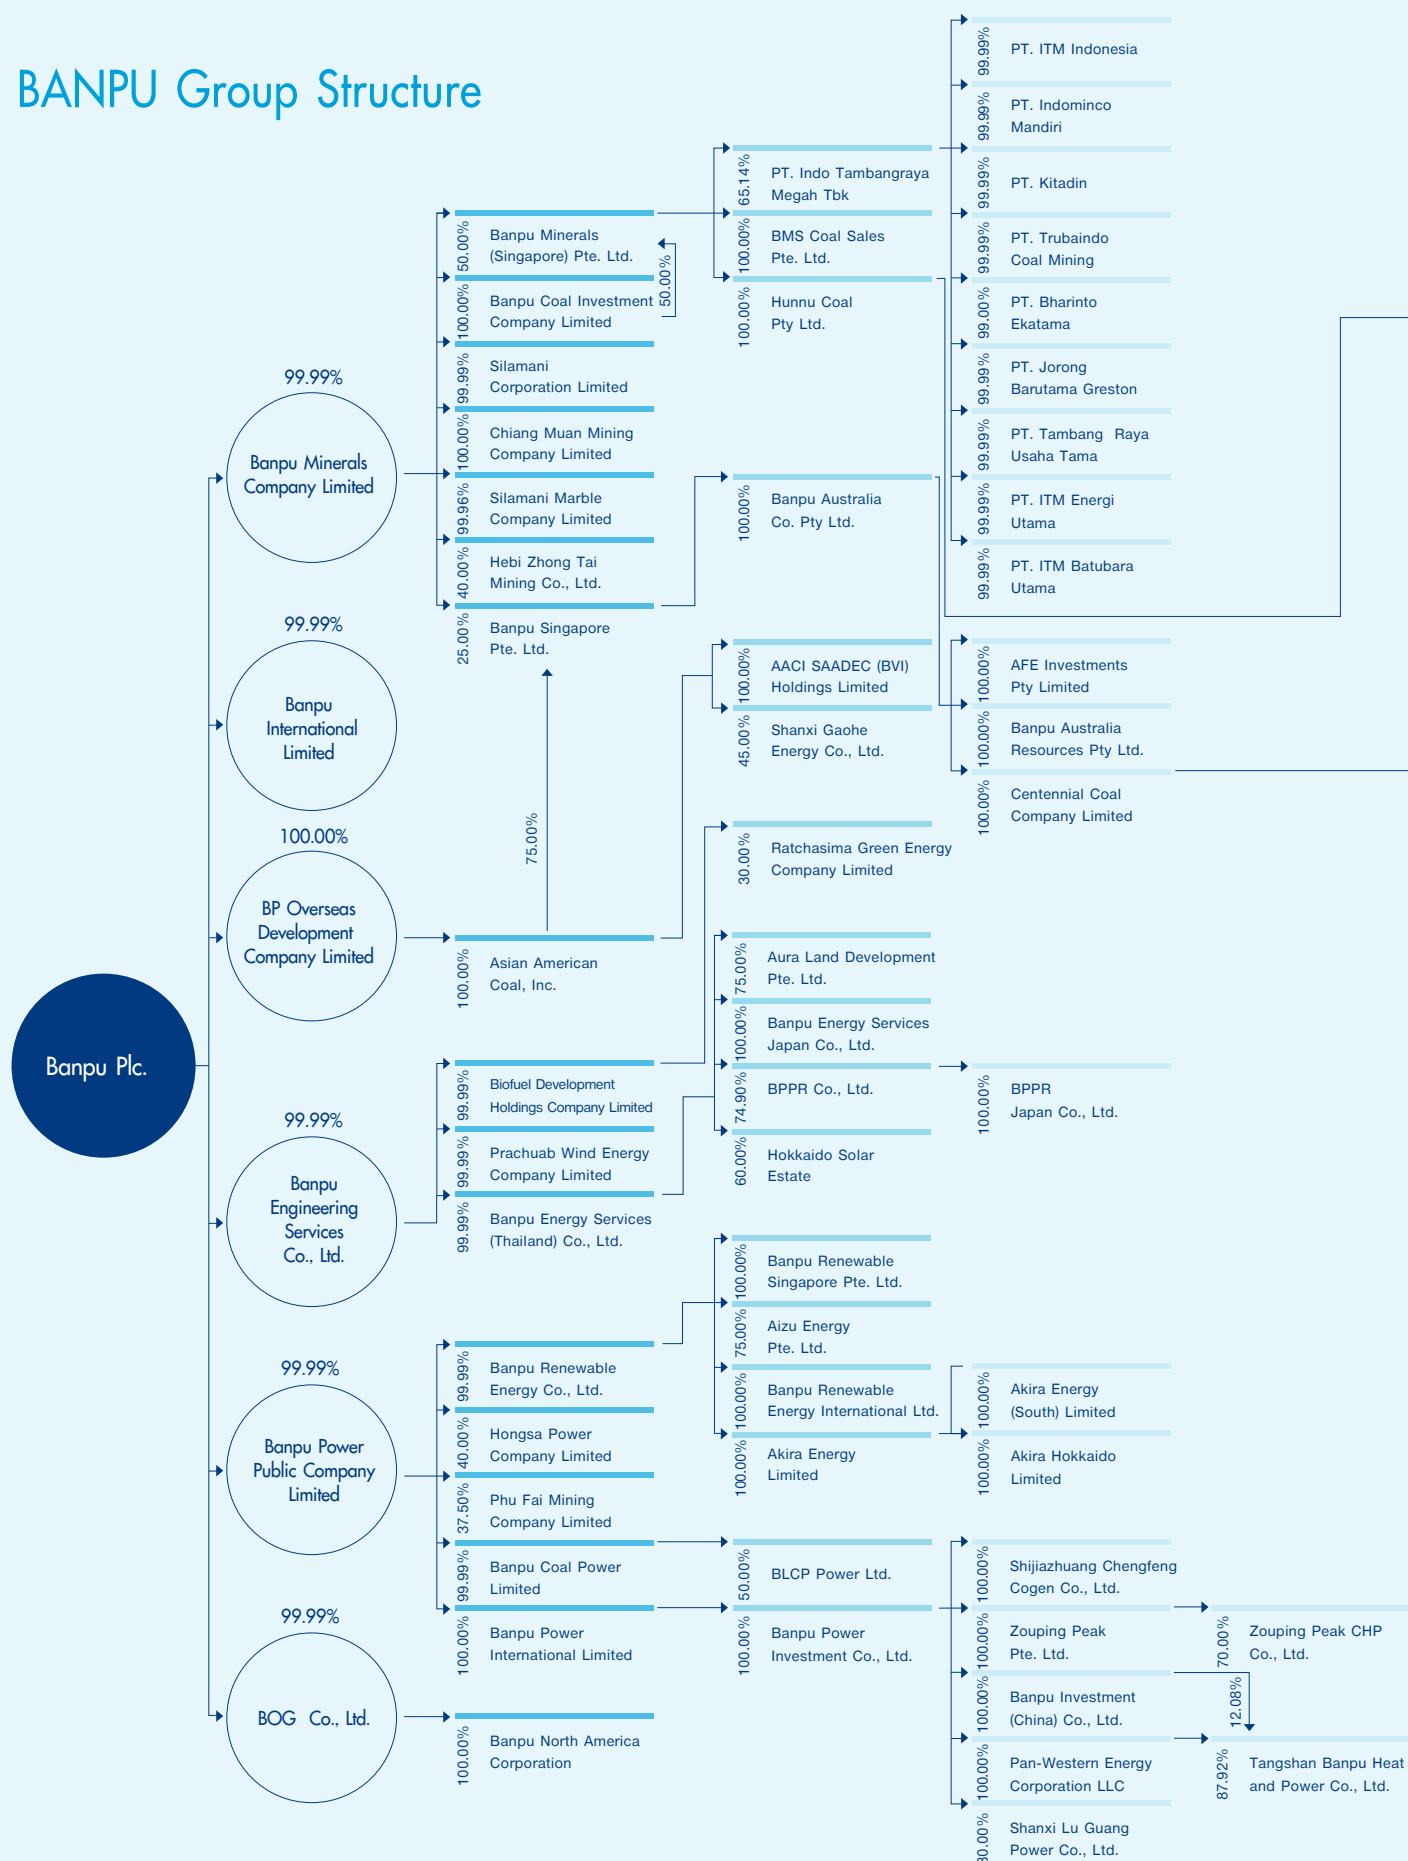 BANPU Group Structure
Banpu Plc.
99.99%
Banpu Minerals
Company Limited
99.99%
Banpu
International
Limited
100.00%
BP Overseas
Development
Company Limited
99.99%
Banpu
Engineering
Services
Co., Ltd.
99.99%
Banpu Power
Public Company
Limited
99.99%
BOG Co., Ltd.
50.00%
Banpu Minerals
(Singapore) Pte. Ltd.
50.00%
100.00%
Banpu Coal Investment
Company Limited
99.99%
Silamani
Corporation Limited
100.00%
Chiang Muan Mining
Company Limited
99.96%
Silamani Marble
Company Limited
40.00%
Hebi Zhong Tai
Mining Co., Ltd.
25.00%
Banpu Singapore
Pte. Ltd.
75.00%
100.00%
Asian American
Coal, Inc.
99.99%
Biofuel Development
Holdings Company Limited
99.99%
Prachuab Wind Energy
Company Limited
99.99%
Banpu Energy Services
(Thailand) Co., Ltd.
99.99%
Banpu Renewable
Energy Co., Ltd.
40.00%
Hongsa Power
Company Limited
37.50%
Phu Fai Mining
Company Limited
99.99%
Banpu Coal Power
Limited
100.00%
Banpu Power
International Limited
100.00%
Banpu North America
Corporation
65.14%
PT. Indo Tambangraya
Megah Tbk
100.00%
BMS Coal Sales
Pte. Ltd.
100.00%
Hunnu Coal
Pty Ltd.
100.00%
Banpu Australia
Co. Pty Ltd.
100.00%
AACI SAADEC (BVI)
Holdings Limited
45.00%
Shanxi Gaohe
Energy Co., Ltd.
30.00%
Ratchasima Green Energy
Company Limited
75.00%
Aura Land Development
Pte. Ltd.
100.00%
Banpu Energy Services
Japan Co., Ltd.
74.90%
BPPR Co., Ltd.
60.00%
Hokkaido Solar
Estate
100.00%
Banpu Renewable
Singapore Pte. Ltd.
75.00%
Aizu Energy
Pte. Ltd.
100.00%
Banpu Renewable
Energy International Ltd.
100.00%
Akira Energy
Limited
50.00%
BLCP Power Ltd.
100.00%
Banpu Power
Investment Co., Ltd.
99.99%
PT. ITM Indonesia
99.99%
PT. Indominco
Mandiri
99.99%
PT. Kitadin
99.99%
PT. Trubaindo
Coal Mining
99.00%
PT. Bharinto
Ekatama
99.99%
PT. Jorong
Barutama Greston
99.99%
PT. Tambang Raya
Usaha Tama
99.99%
PT. ITM Energi
Utama
99.99%
PT. ITM Batubara
Utama
100.00%
AFE Investments
Pty Limited
100.00%
Banpu Australia
Resources Pty Ltd.
100.00%
Centennial Coal
Company Limited
100.00%
BPPR
Japan Co., Ltd.
100.00%
Akira Energy
(South) Limited
100.00%
Akira Hokkaido
Limited
100.00%
Shijiazhuang Chengfeng
Cogen Co., Ltd.
100.00%
Zouping Peak
Pte. Ltd.
100.00%
Banpu Investment
(China) Co., Ltd.
100.00%
Pan-Western Energy
Corporation LLC
Shanxi Lu Guang
Power Co., Ltd.
70.00%
Zouping Peak CHP
Co., Ltd.
12.08%
87.92%
Tangshan Banpu Heat
and Power Co., Ltd.